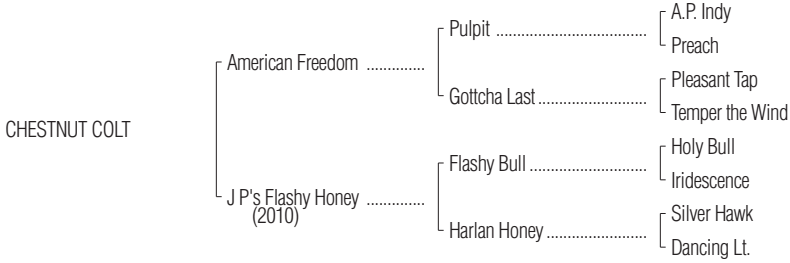 A.P. Indy
Pulpit ...................................
Preach
American Freedom ..............
Pleasant Tap
Gottcha Last .........................
Temper the Wind
CHESTNUT COLT
Holy Bull
Flashy Bull ...........................
Iridescence
J P's Flashy Honey ..............
(2010)
Silver Hawk
Harlan Honey .......................
Dancing Lt.